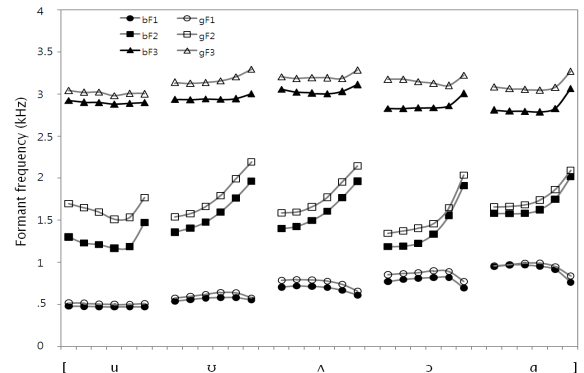 4
3.5
3
2.5
2
1.5
1
.5
0
Formant frequency (kHz)
bF1 gF1
bF2 gF2
bF3 gF3
[ u ʊ ʌ ɔ ɑ ]